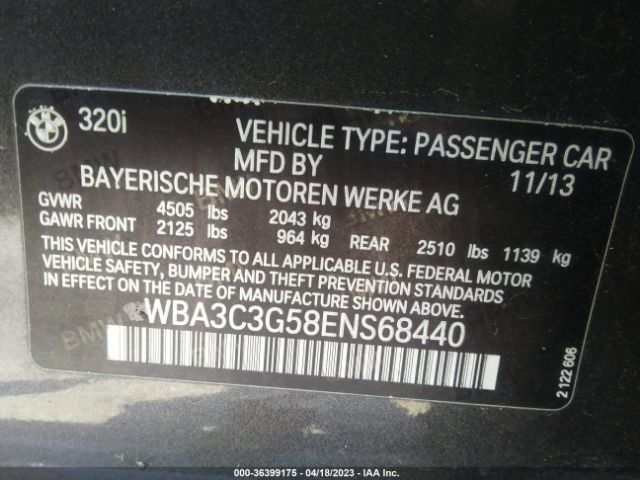 BMW 320i
VEHICLE TYPE: PASSENGER CAR
MFD BY 11/13
BAYERISCHE MOTOREN WERKE AG
GVWR 4505 lbs 2043 kg
GAWR FRONT 2125 lbs 964 kg REAR 2510 lbs 1139 kg
THIS VEHICLE CONFORMS TO ALL APPLICABLE U.S. FEDERAL MOTOR
VEHICLE SAFETY, BUMPER AND THEFT PREVENTION STANDARDS
IN EFFECT ON THE DATE OF MANUFACTURE SHOWN ABOVE.
WBA3C3G58ENS68440
2 122 606
000-36399175 - 04/18/2023 - IAA Inc.